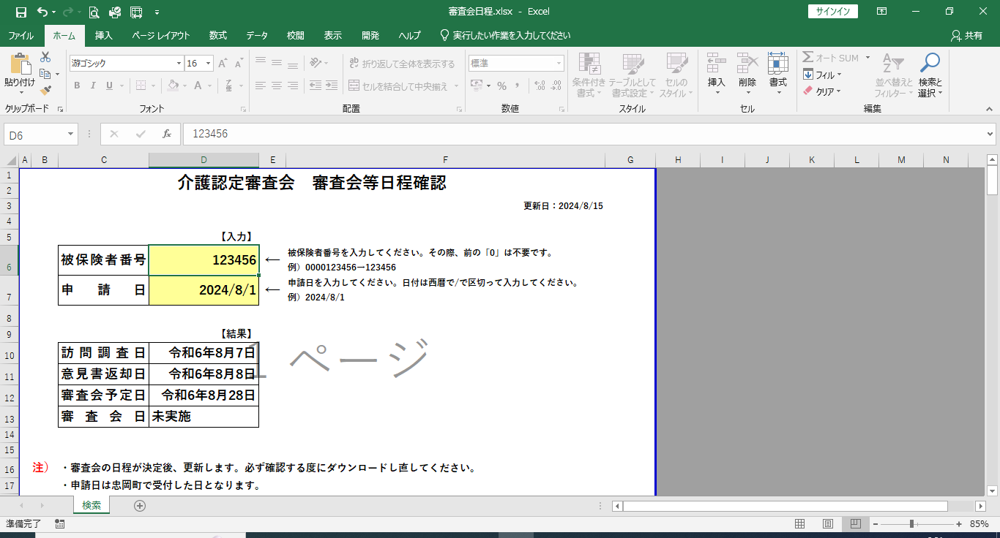 審査会日程.xlsx - Excel
サインイン
ファイル ホーム 挿入 ページ レイアウト 数式 データ 校閲 表示 開発 ヘルプ 実行したい作業を入力してください 共有
貼り付け
クリップボード
游ゴシック 16
B I U
フォント
折り返して全体を表示する
セルを結合して中央揃え
配置
標準
数値
条件付き書式
テーブルとして書式設定
セルのスタイル
スタイル
挿入 削除 書式
セル
オート SUM
フィル
クリア
並べ替えとフィルター
検索と選択
編集
D6 123456
A B C D E F G H I J K L M N
1
2
3
4
5
6
7
8
9
10
11
12
13
14
15
16
17
介護認定審査会 審査会等日程確認
更新日：2024/8/15
【入力】
被保険者番号 123456 ← 被保険者番号を入力してください。その際、前の「0」は不要です。
例）0000123456→123456
申請日 2024/8/1 ← 申請日を入力してください。日付は西暦で/で区切って入力してください。
例）2024/8/1
【結果】
訪問調査日 令和6年8月7日
意見書返却日 令和6年8月8日
審査会予定日 令和6年8月28日
審査会日 未実施
1 ページ
注） ・審査会の日程が決定後、更新します。必ず確認する度にダウンロードし直してください。
・申請日は忠岡町で受付した日となります。
検索
準備完了
85%